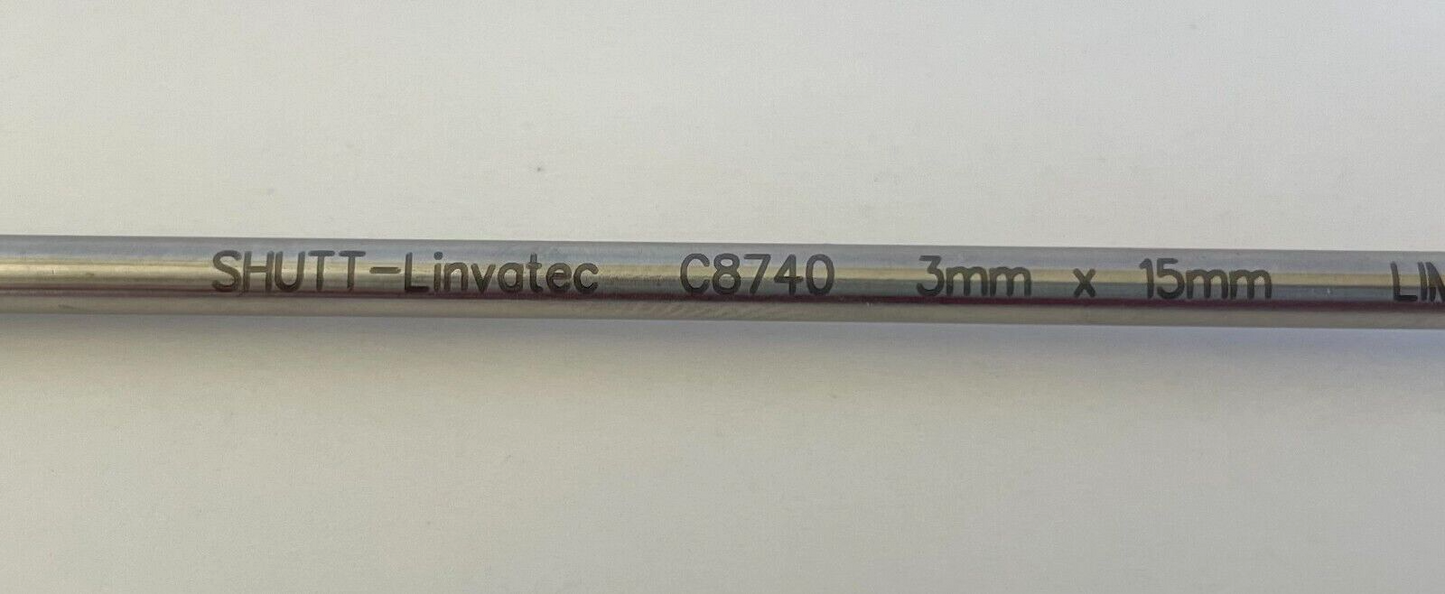 SHUTT-Linvatec C8740 3mm x 15mm